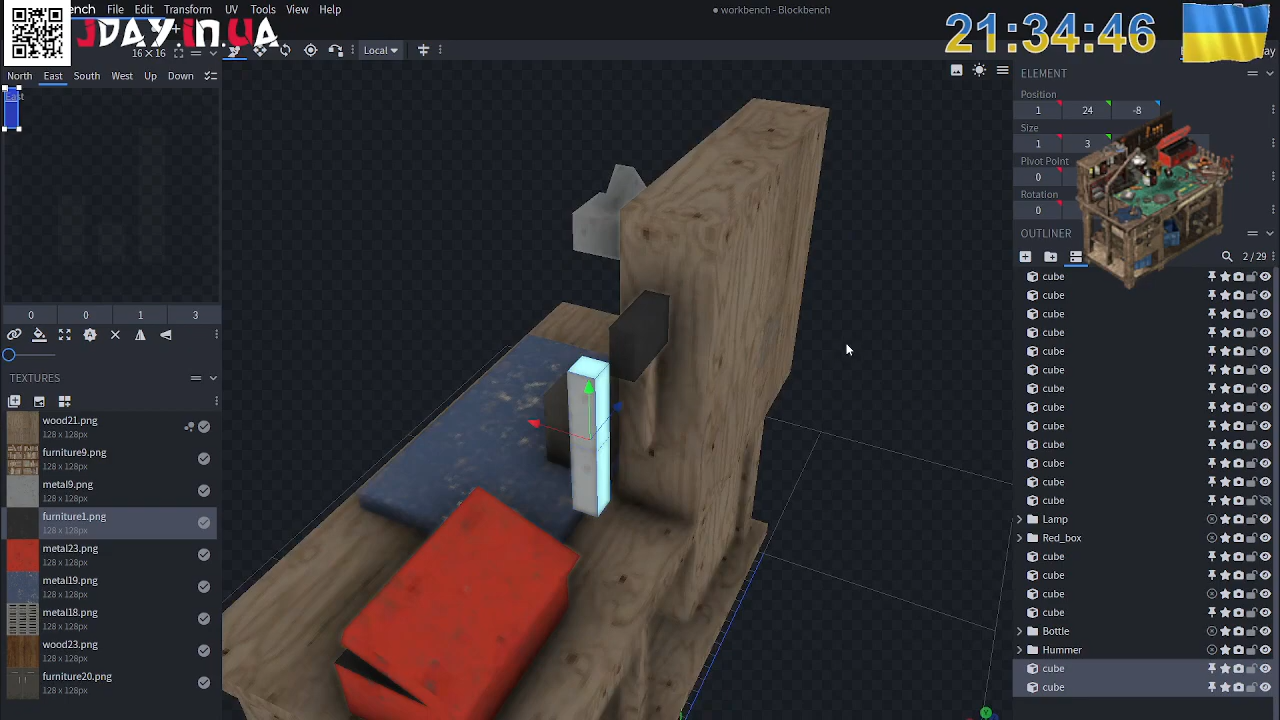 ench File Edit Transform UV Tools View Help
workbench - Blockbench
JDAY.IN.UA
21:34:46
16×16
Local
North East South West Up Down
East
0 0 1 3
TEXTURES
wood21.png
128 x 128px
furniture9.png
128 x 128px
metal9.png
128 x 128px
furniture1.png
128 x 128px
metal23.png
128 x 128px
metal19.png
128 x 128px
metal18.png
128 x 128px
wood23.png
128 x 128px
furniture20.png
128 x 128px
ELEMENT
Position
1 24 -8
Size
1 3
Pivot Point
0
Rotation
0
OUTLINER
2 / 29
cube
cube
cube
cube
cube
cube
cube
cube
cube
cube
cube
cube
cube
Lamp
Red_box
cube
cube
cube
cube
Bottle
Hummer
cube
cube
Y